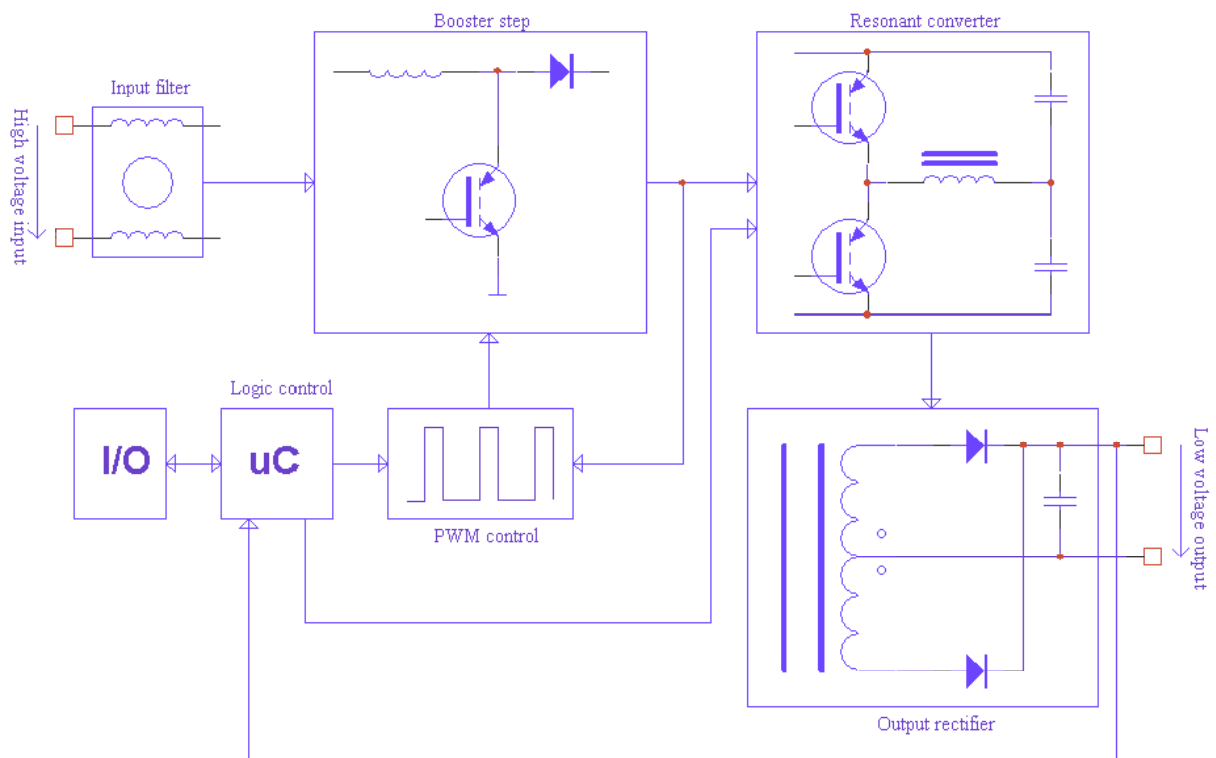 Booster step
Resonant converter
Input filter
High voltage input
Logic control
I/O
uC
PWM control
Low voltage output
Output rectifier